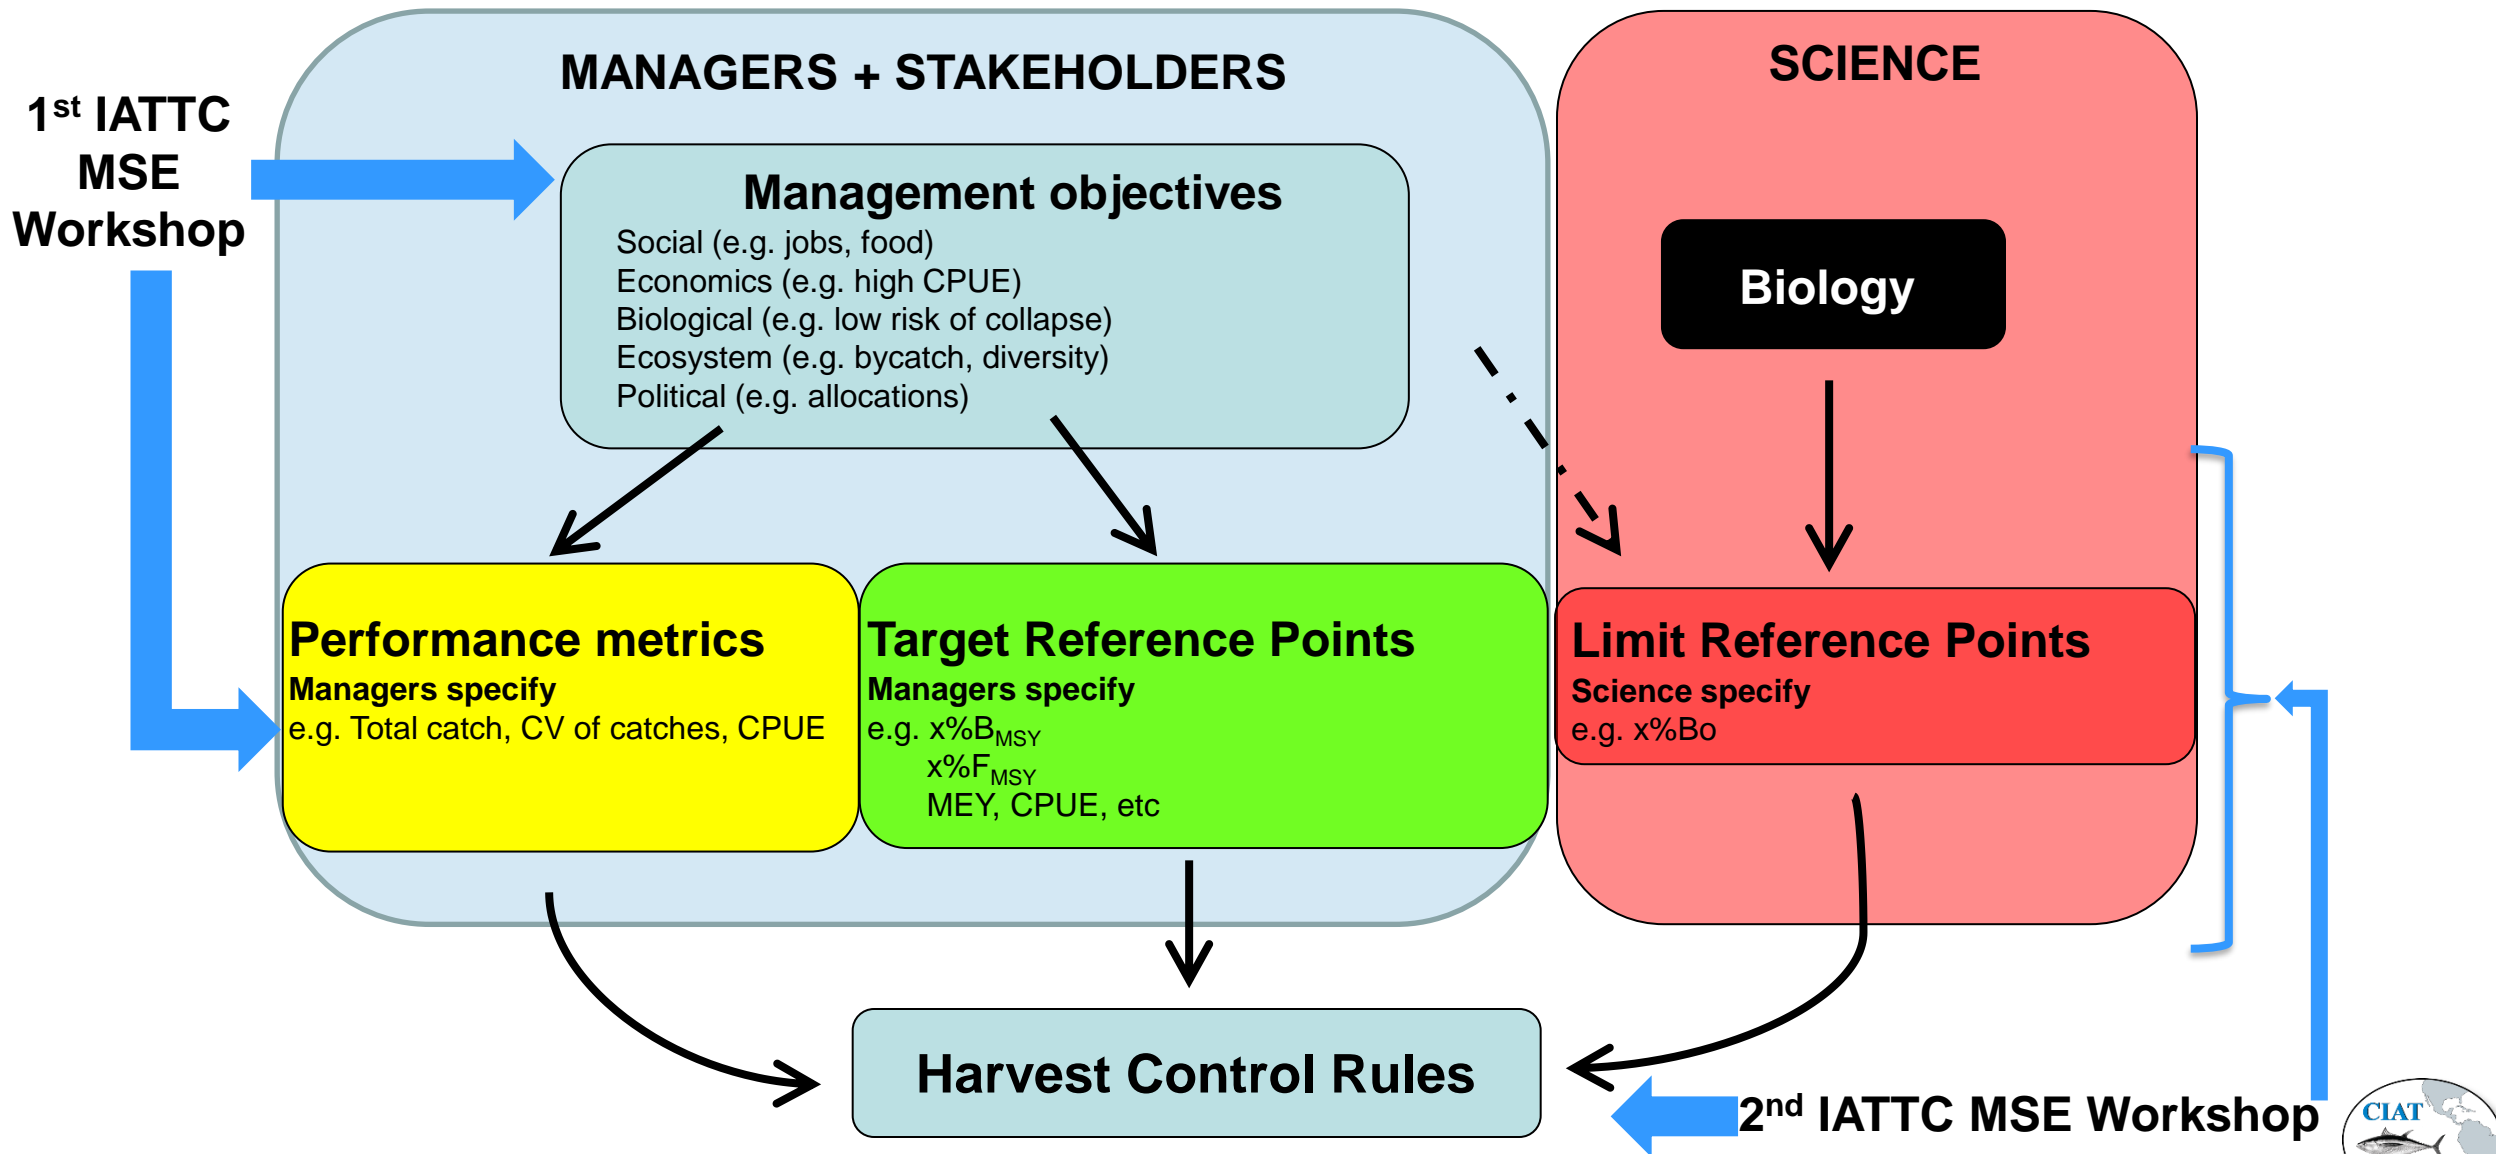 MANAGERS + STAKEHOLDERS
SCIENCE
1st IATTC
MSE
Workshop
Management objectives
Social (e.g. jobs, food)
Economics (e.g. high CPUE)
Biological (e.g. low risk of collapse)
Ecosystem (e.g. bycatch, diversity)
Political (e.g. allocations)
Biology
Performance metrics
Managers specify
e.g. Total catch, CV of catches, CPUE
Target Reference Points
Managers specify
e.g. x%BMSY
x%FMSY
MEY, CPUE, etc
Limit Reference Points
Science specify
e.g. x%Bo
Harvest Control Rules
2nd IATTC MSE Workshop
CIAT